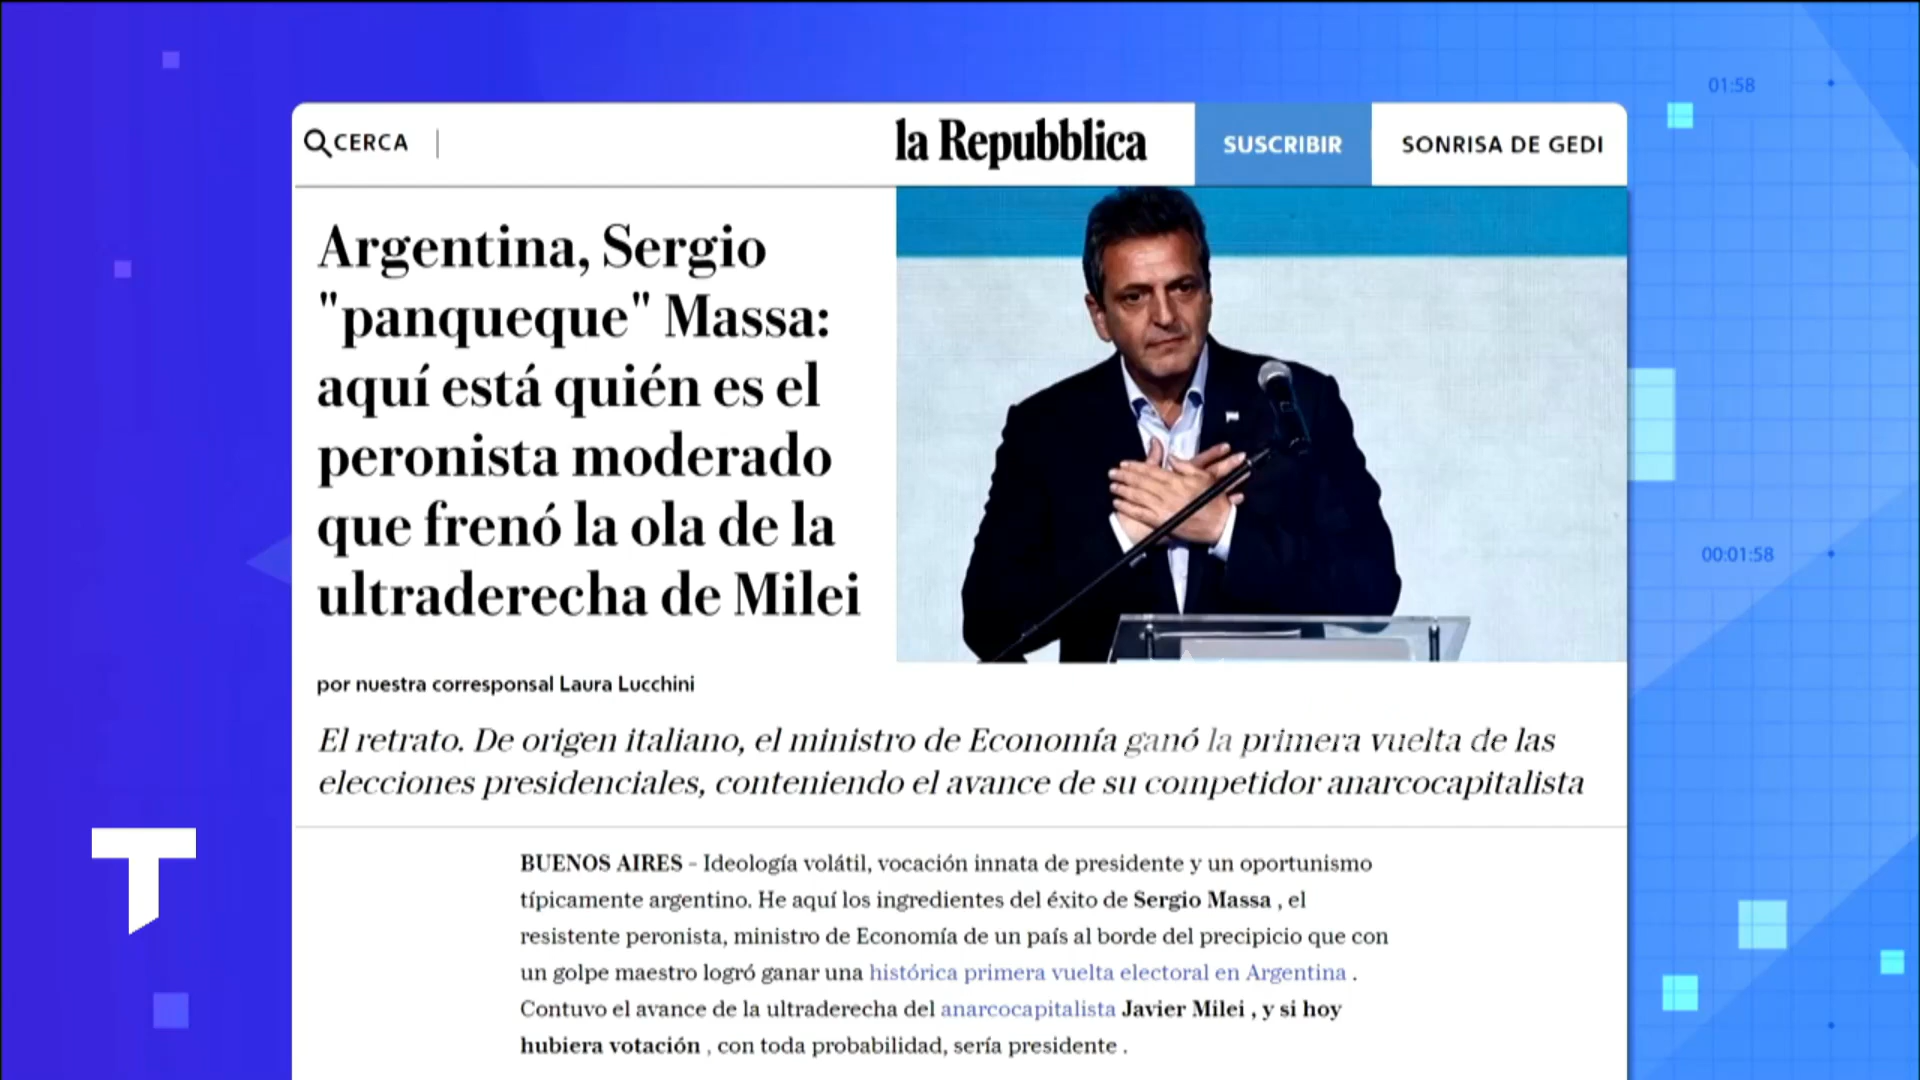 01:58
CERCA
la Repubblica
SUSCRIBIR
SONRISA DE GEDI
Argentina, Sergio
"panqueque" Massa:
aquí está quién es el
peronista moderado
que frenó la ola de la
ultraderecha de Milei
00:01:58
por nuestra corresponsal Laura Lucchini
El retrato. De origen italiano, el ministro de Economía ganó la primera vuelta de las
elecciones presidenciales, conteniendo el avance de su competidor anarcocapitalista
T
BUENOS AIRES - Ideología volátil, vocación innata de presidente y un oportunismo
típicamente argentino. He aquí los ingredientes del éxito de Sergio Massa , el
resistente peronista, ministro de Economía de un país al borde del precipicio que con
un golpe maestro logró ganar una histórica primera vuelta electoral en Argentina .
Contuvo el avance de la ultraderecha del anarcocapitalista Javier Milei , y si hoy
hubiera votación , con toda probabilidad, sería presidente .